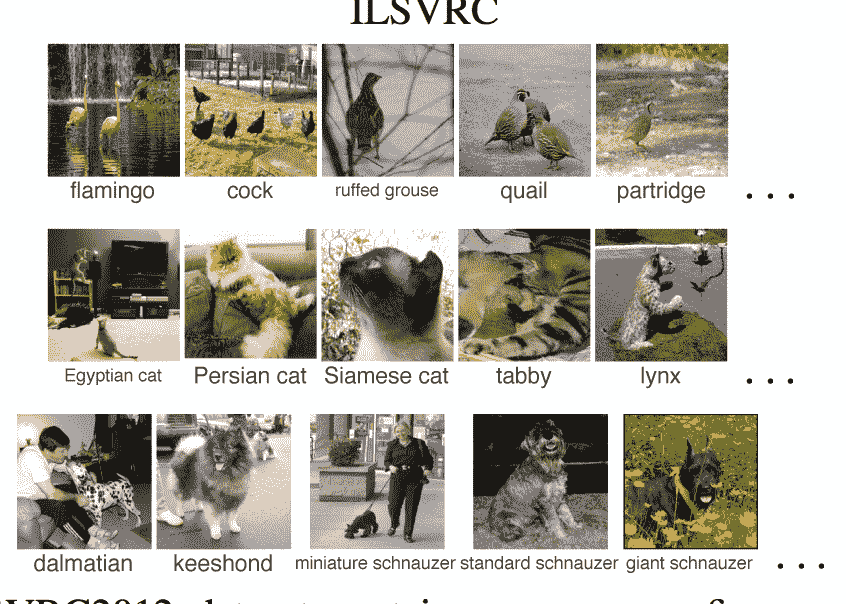 ILSVRC
flamingo cock ruffed grouse quail partridge ...
Egyptian cat Persian cat Siamese cat tabby lynx ...
dalmatian keeshond miniature schnauzer standard schnauzer giant schnauzer ...